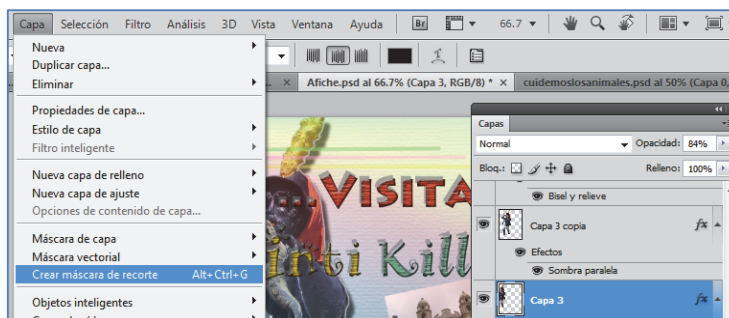 Capa Selección Filtro Análisis 3D Vista Ventana Ayuda Br 66.7
Nueva
Duplicar capa...
Eliminar
Propiedades de capa...
Estilo de capa
Filtro inteligente
Nueva capa de relleno
Nueva capa de ajuste
Opciones de contenido de capa...
Máscara de capa
Máscara vectorial
Crear máscara de recorte Alt+Ctrl+G
Objetos inteligentes
Afiche.psd al 66.7% (Capa 3, RGB/8) * × cuidemoslosanimales.psd al 50% (Capa 0,
...VISITA
inti Kill
Capas
Normal Opacidad: 84%
Bloq.: Relleno: 100%
Bisel y relieve
Capa 3 copia fx
Efectos
Sombra paralela
Capa 3 fx